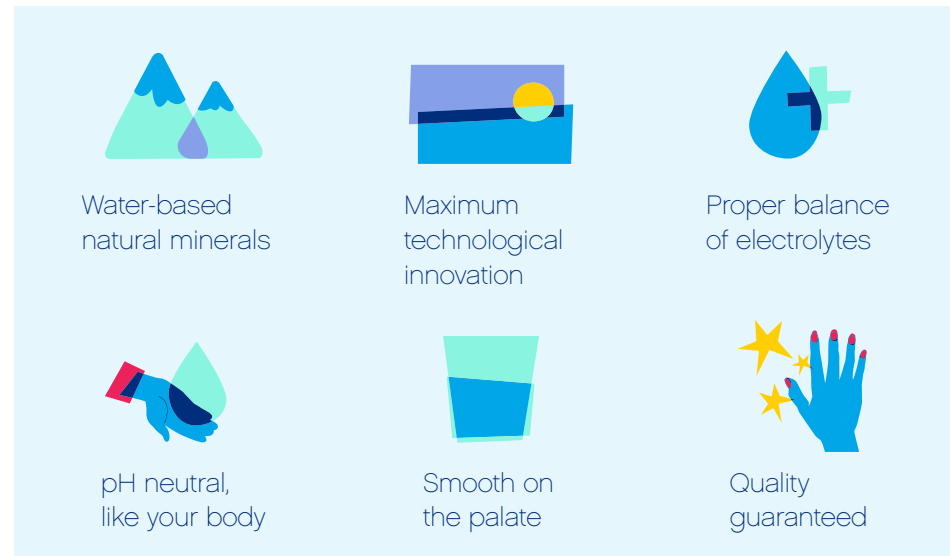 Water-based
natural minerals
Maximum
technological
innovation
Proper balance
of electrolytes
pH neutral,
like your body
Smooth on
the palate
Quality
guaranteed